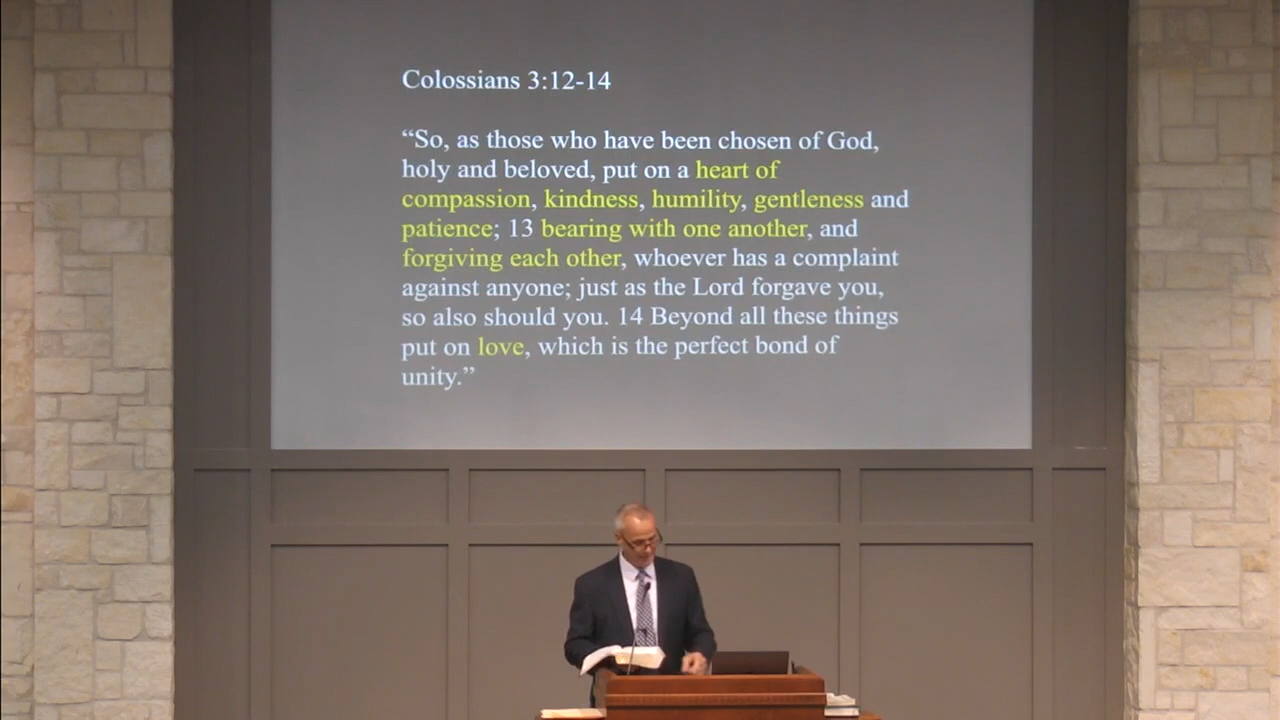 Colossians 3:12-14
“So, as those who have been chosen of God,
holy and beloved, put on a heart of
compassion, kindness, humility, gentleness and
patience; 13 bearing with one another, and
forgiving each other, whoever has a complaint
against anyone; just as the Lord forgave you,
so also should you. 14 Beyond all these things
put on love, which is the perfect bond of
unity.”